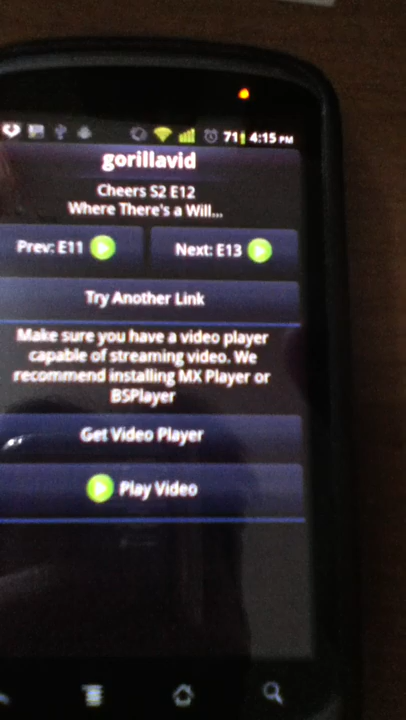 71 4:15 PM
gorillavid
Cheers S2 E12
Where There's a Will...
Prev: E11
Next: E13
Try Another Link
Make sure you have a video player
capable of streaming video. We
recommend installing MX Player or
BSPlayer
Get Video Player
Play Video